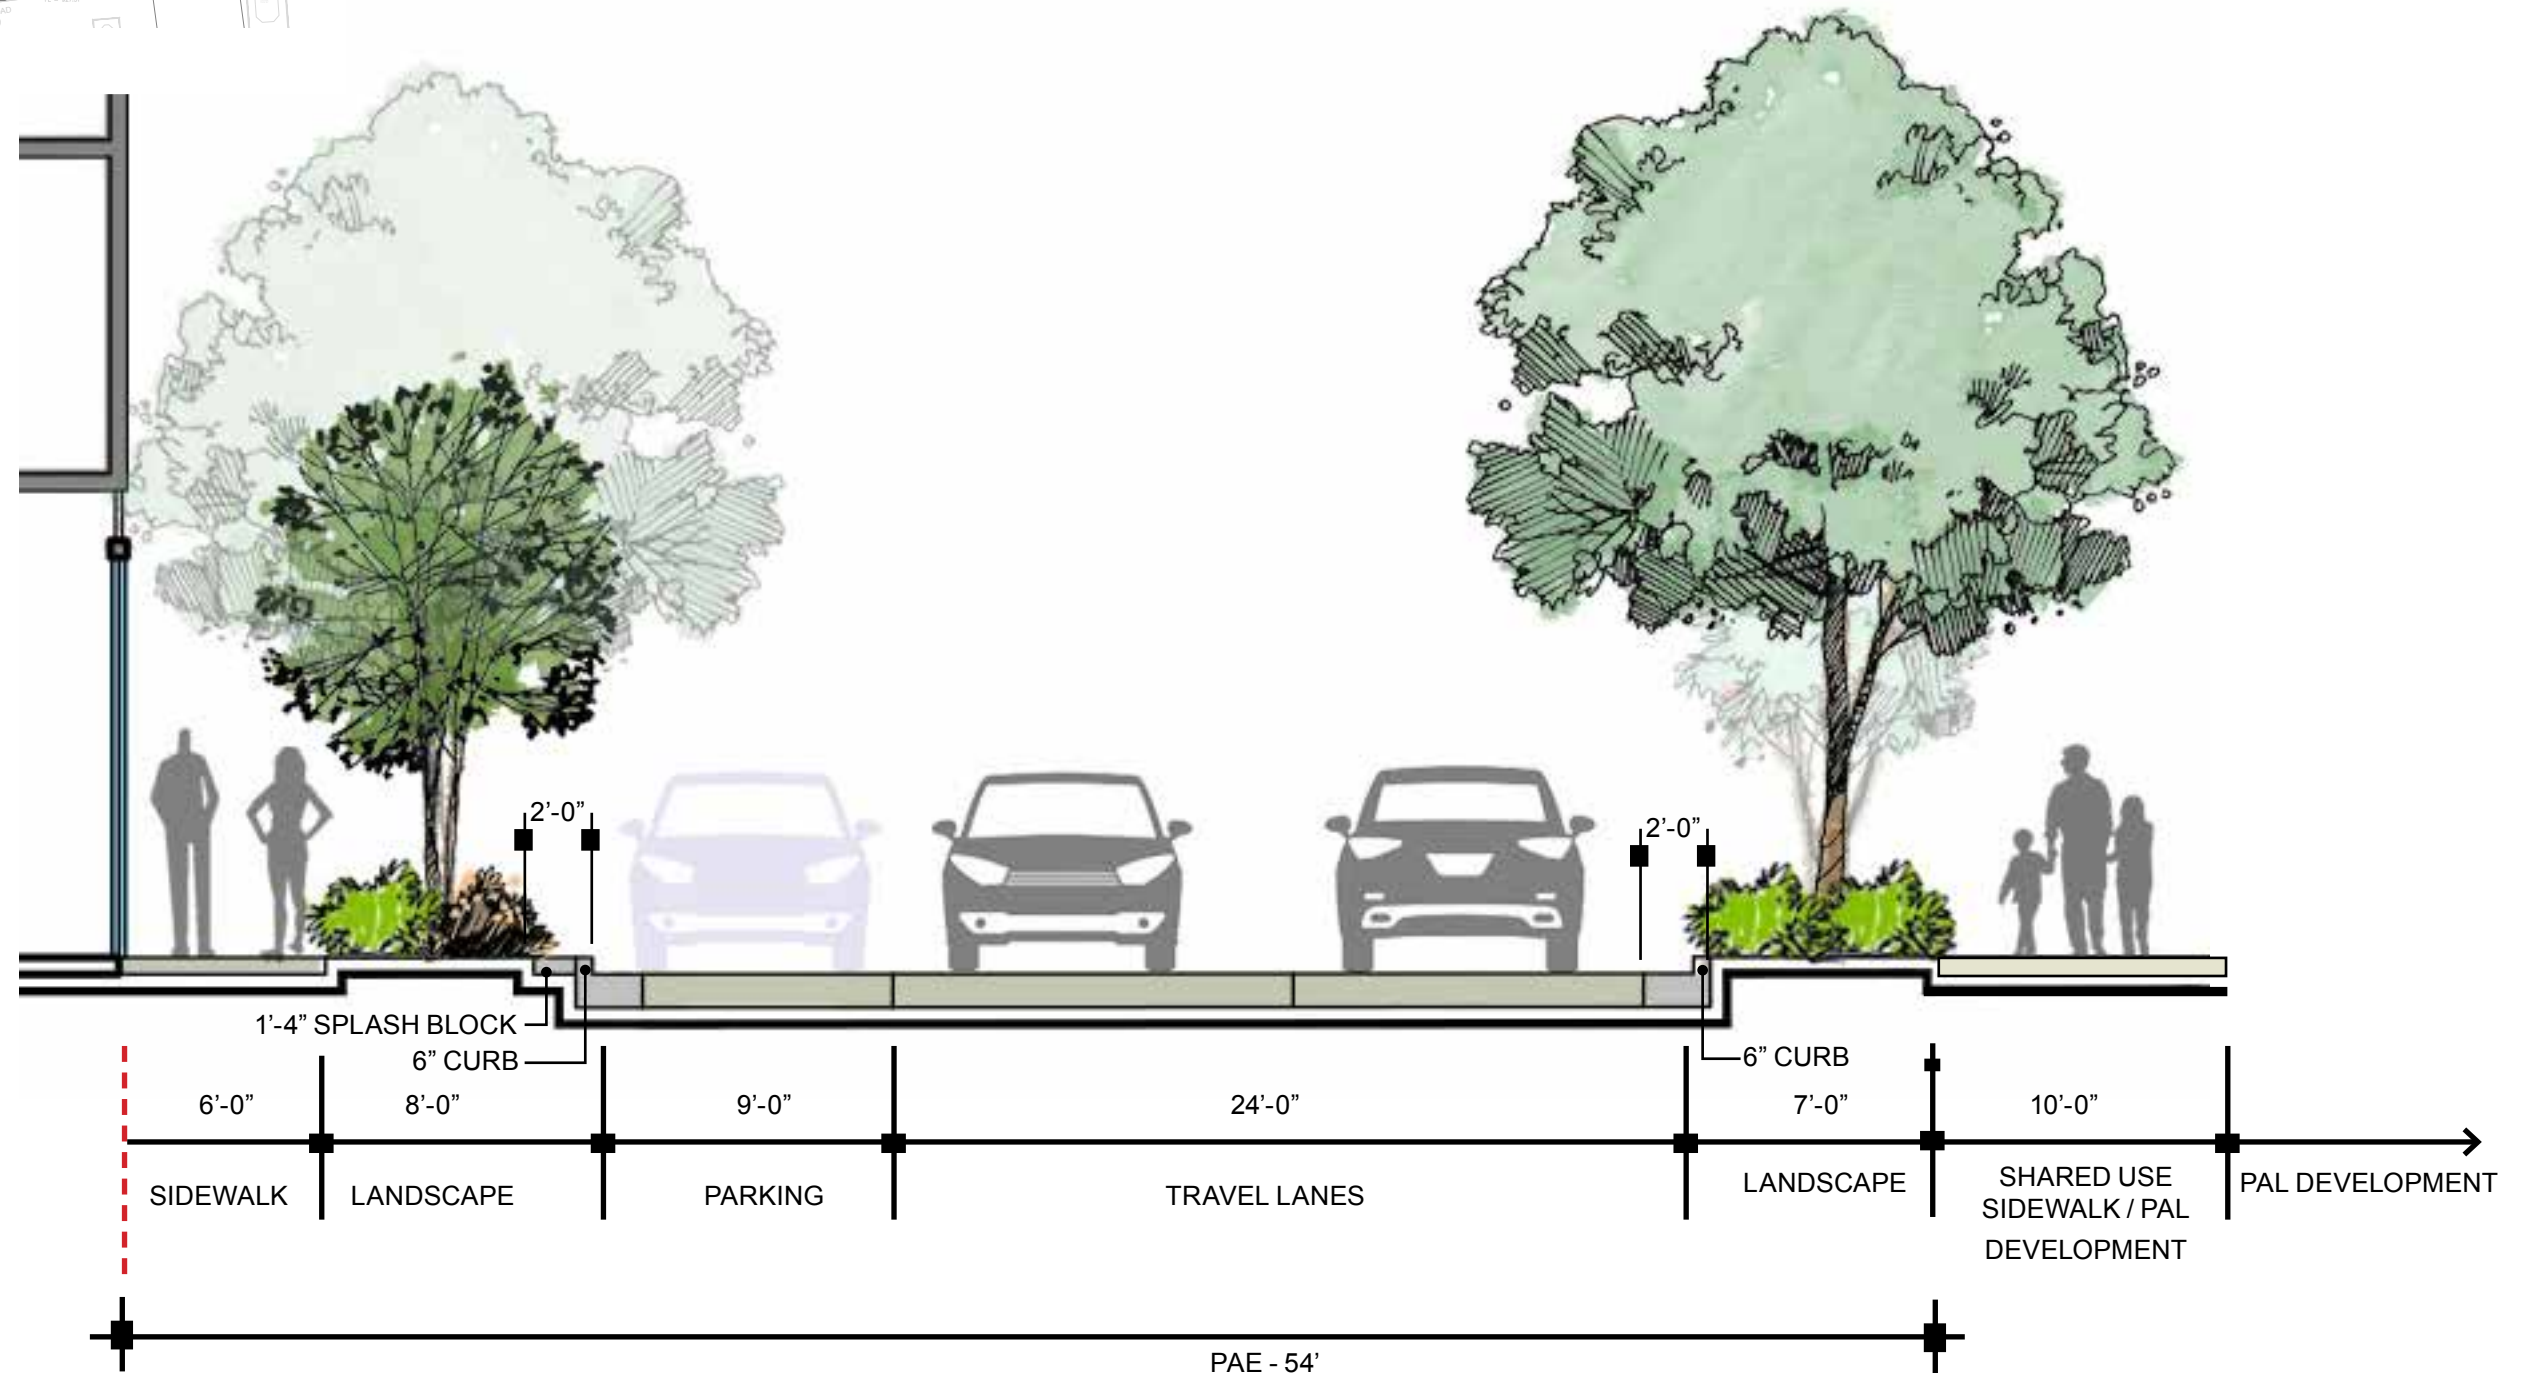 2’-0”
2’-0”
1’-4” SPLASH BLOCK
6” CURB
6” CURB
6’-0”
8’-0”
9’-0”
24’-0”
7’-0”
10’-0”
SIDEWALK
LANDSCAPE
PARKING
TRAVEL LANES
LANDSCAPE
SHARED USE
SIDEWALK / PAL
DEVELOPMENT
PAL DEVELOPMENT
PAE - 54’